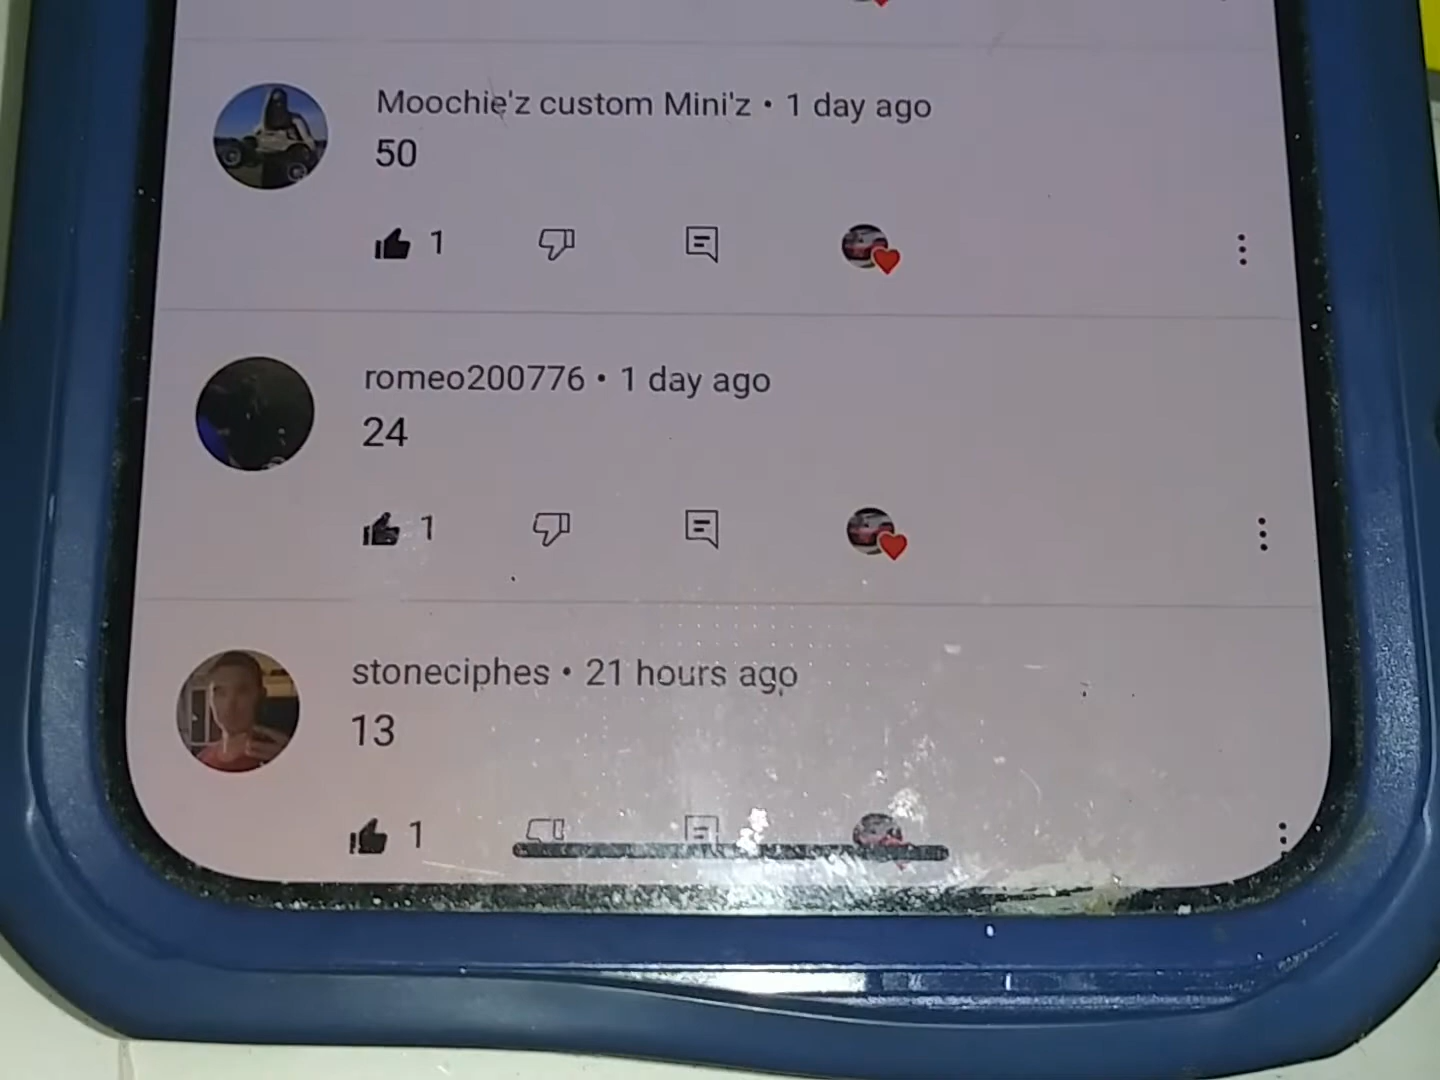 Moochie'z custom Mini'z • 1 day ago
50
1
romeo200776 • 1 day ago
24
1
stoneciphes • 21 hours ago
13
1